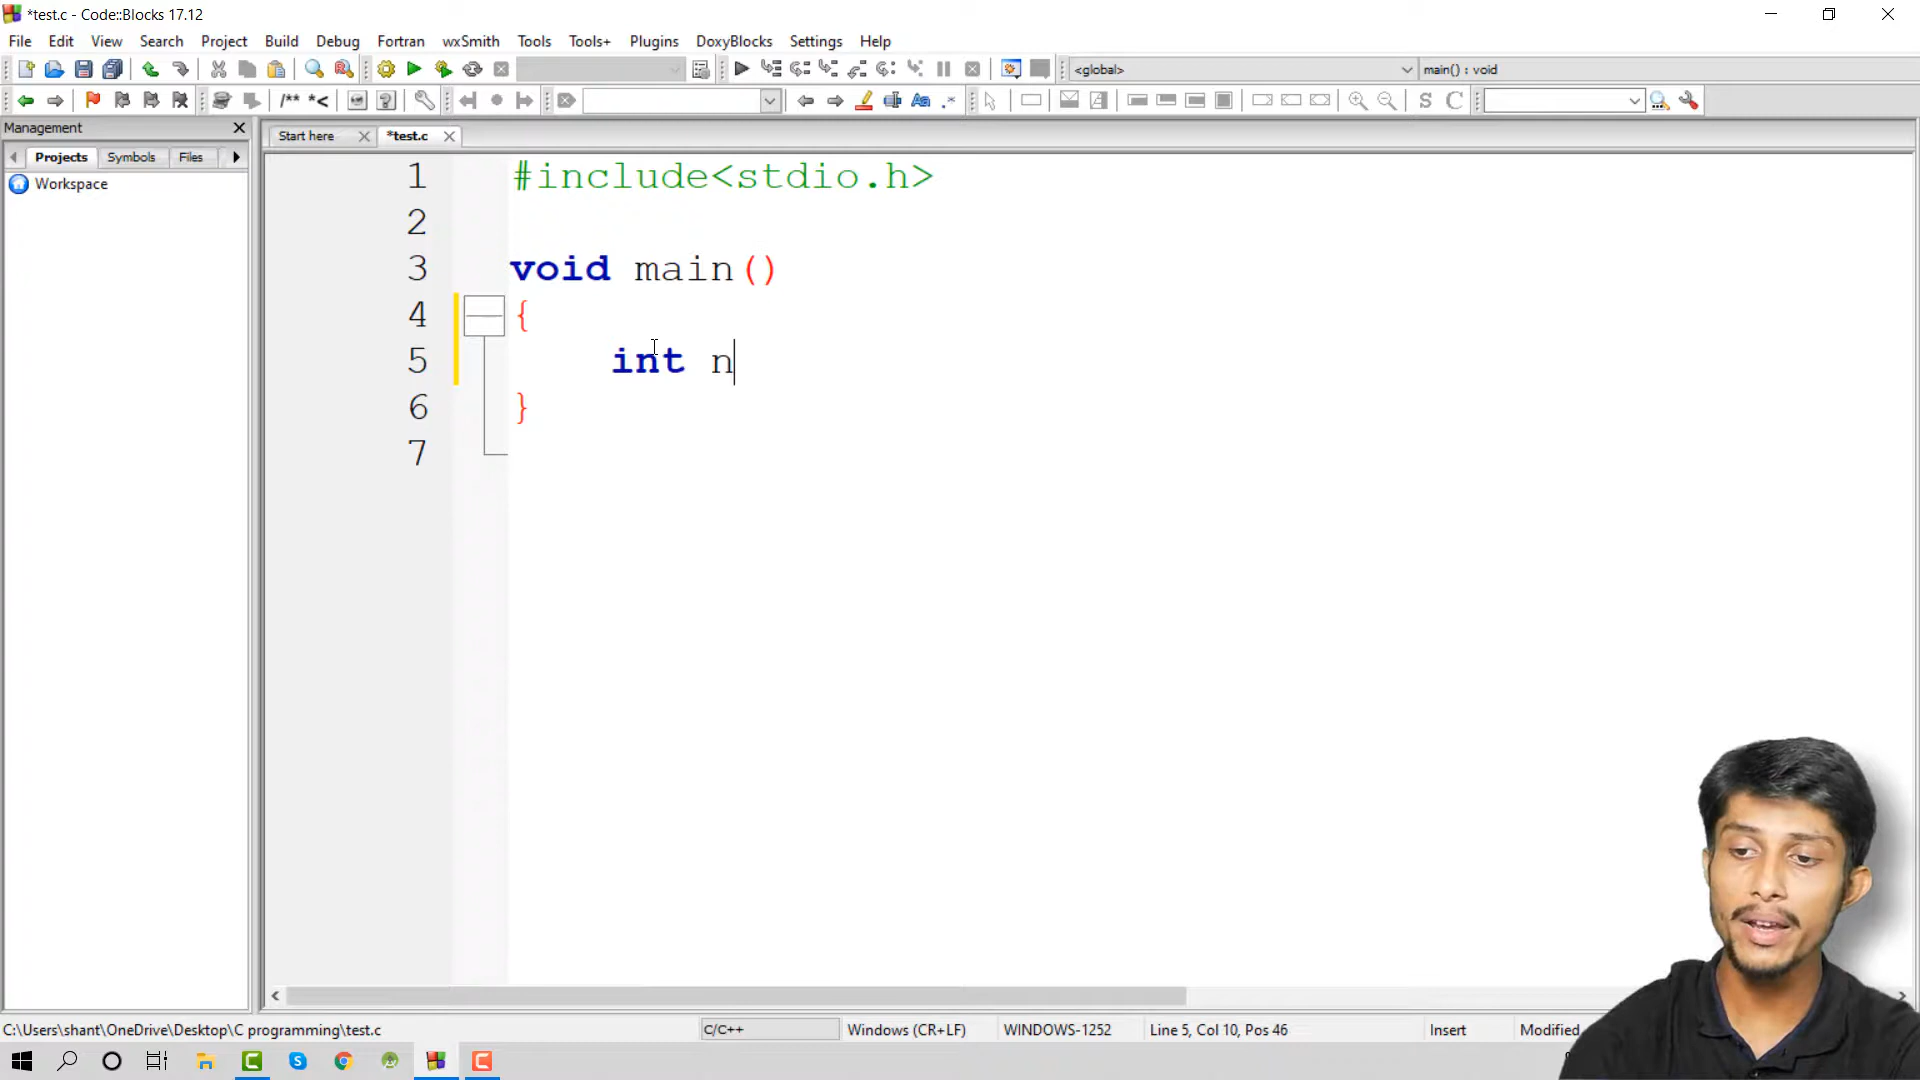 *test.c - Code::Blocks 17.12
File Edit View Search Project Build Debug Fortran wxSmith Tools Tools+ Plugins DoxyBlocks Settings Help
<global> main() : void
/** *< S C
Management
Start here *test.c
Projects Symbols Files
Workspace
1 #include<stdio.h>
2
3 void main()
4 {
5 int n
6 }
7
C:\Users\shant\OneDrive\Desktop\C programming\test.c C/C++ Windows (CR+LF) WINDOWS-1252 Line 5, Col 10, Pos 46 Insert Modified